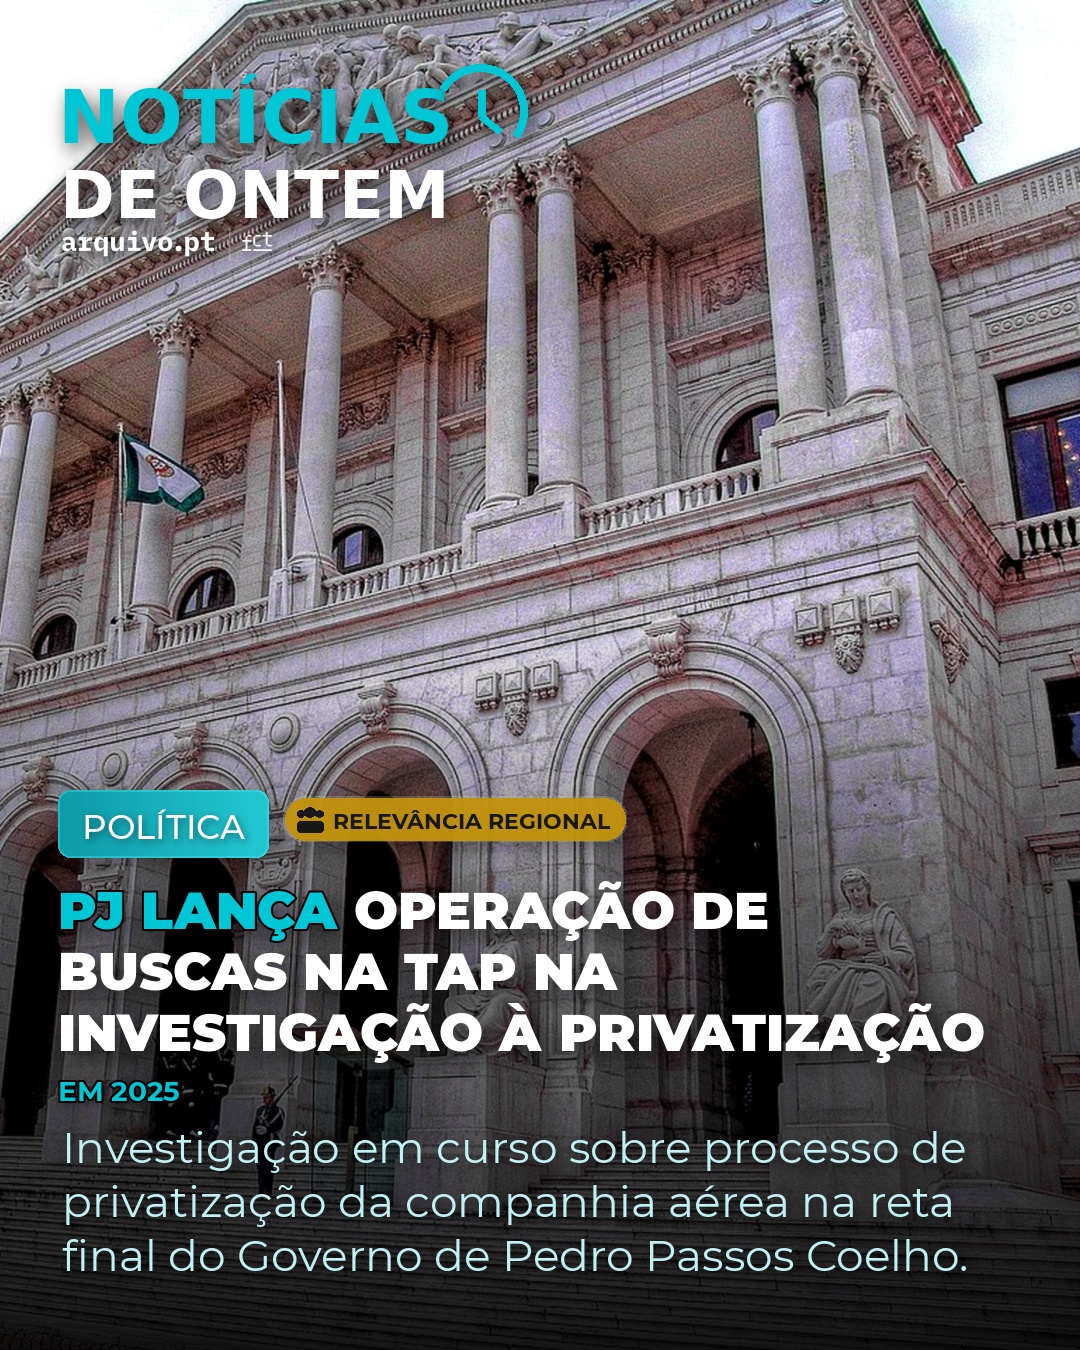 NOTÍCIAS
DE ONTEM
arquivo.pt fct
POLÍTICA
RELEVÂNCIA REGIONAL
PJ LANÇA OPERAÇÃO DE
BUSCAS NA TAP NA
INVESTIGAÇÃO À PRIVATIZAÇÃO
EM 2025
Investigação em curso sobre processo de
privatização da companhia aérea na reta
final do Governo de Pedro Passos Coelho.